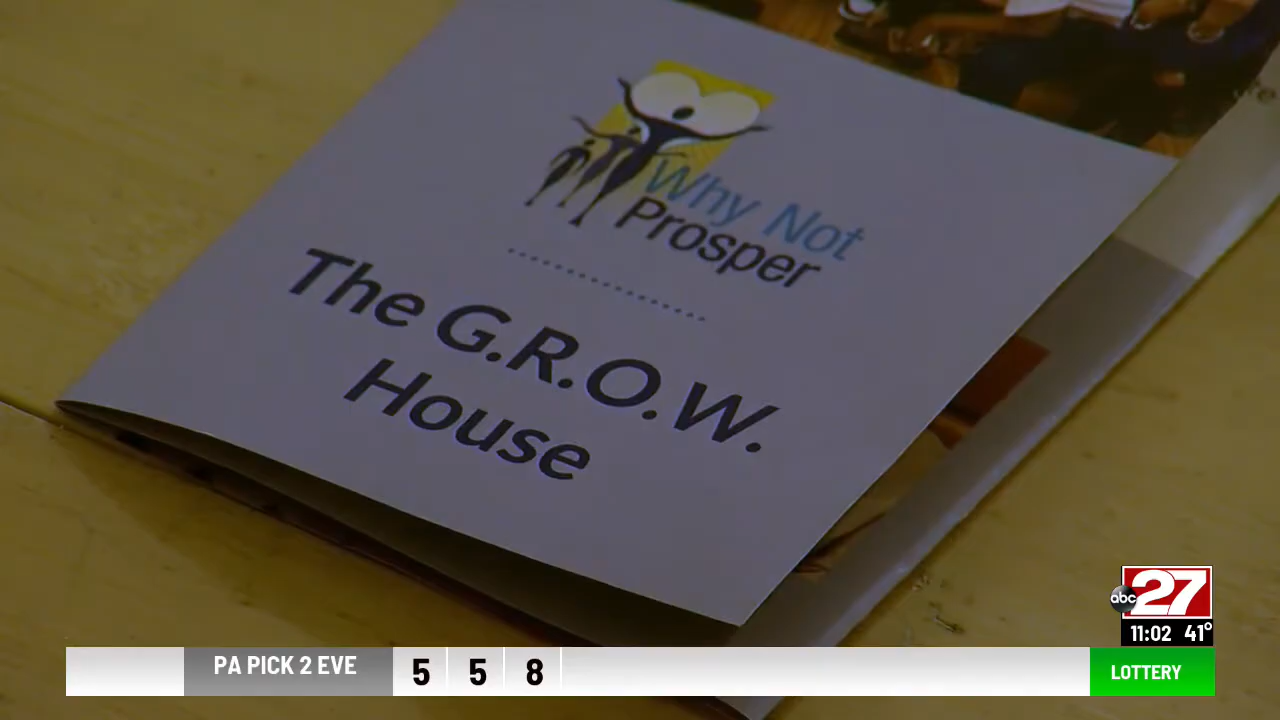 Why Not
Prosper
The G.R.O.W.
House
abc 27
11:02 41°
PA PICK 2 EVE 5 5 8 LOTTERY